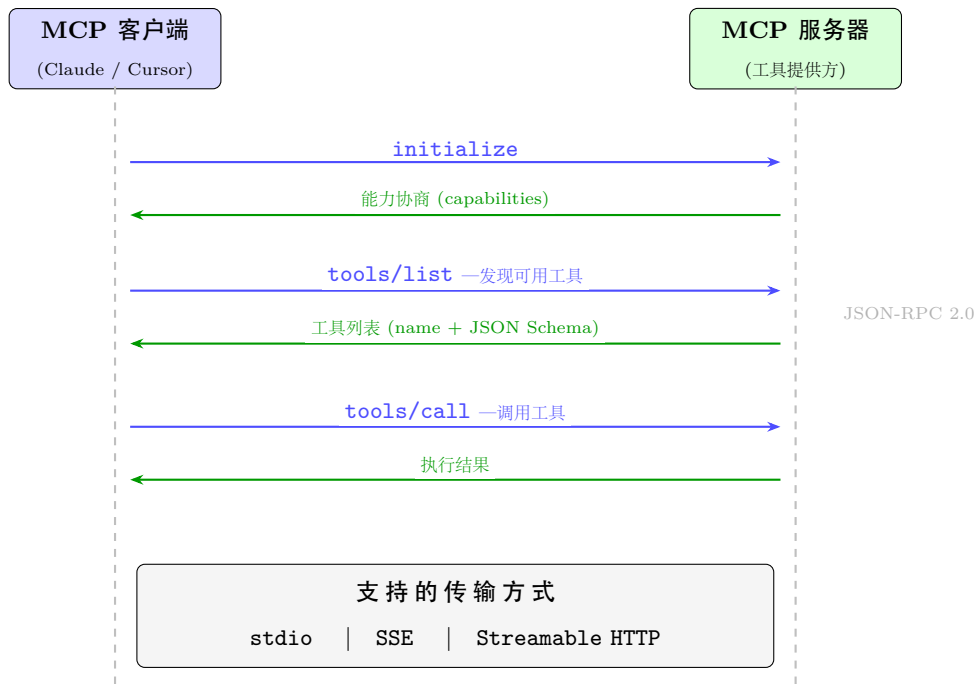 MCP 客户端
(Claude / Cursor)
MCP 服务器
(工具提供方)
initialize
能力协商 (capabilities)
tools/list —发现可用工具
JSON-RPC 2.0
工具列表 (name + JSON Schema)
tools/call —调用工具
执行结果
支持的传输方式
stdio | SSE | Streamable HTTP